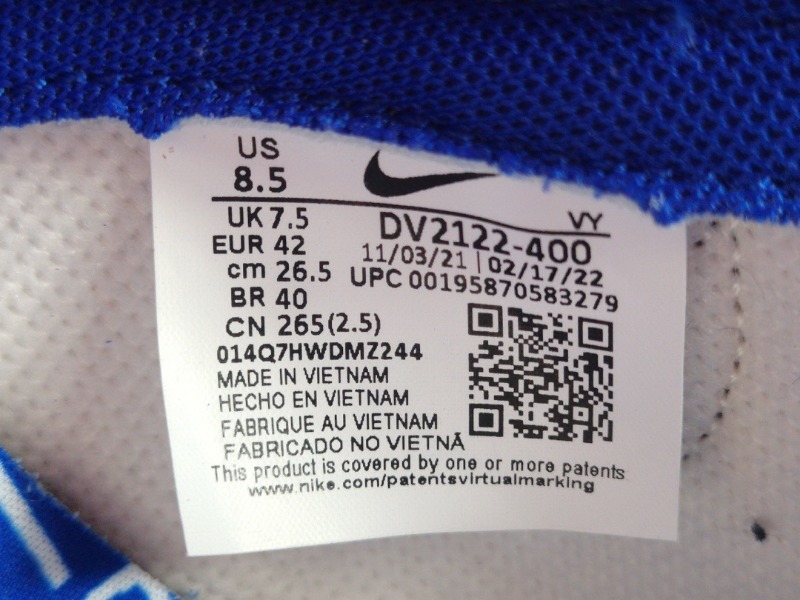 US
8.5
VY
UK 7.5
DV2122-400
EUR 42
11/03/21 | 02/17/22
cm 26.5
UPC 00195870583279
BR 40
CN 265(2.5)
014Q7HWDMZ244
MADE IN VIETNAM
HECHO EN VIETNAM
FABRIQUE AU VIETNAM
FABRICADO NO VIETNÃ
This product is covered by one or more patents
www.nike.com/patentsvirtualmarking